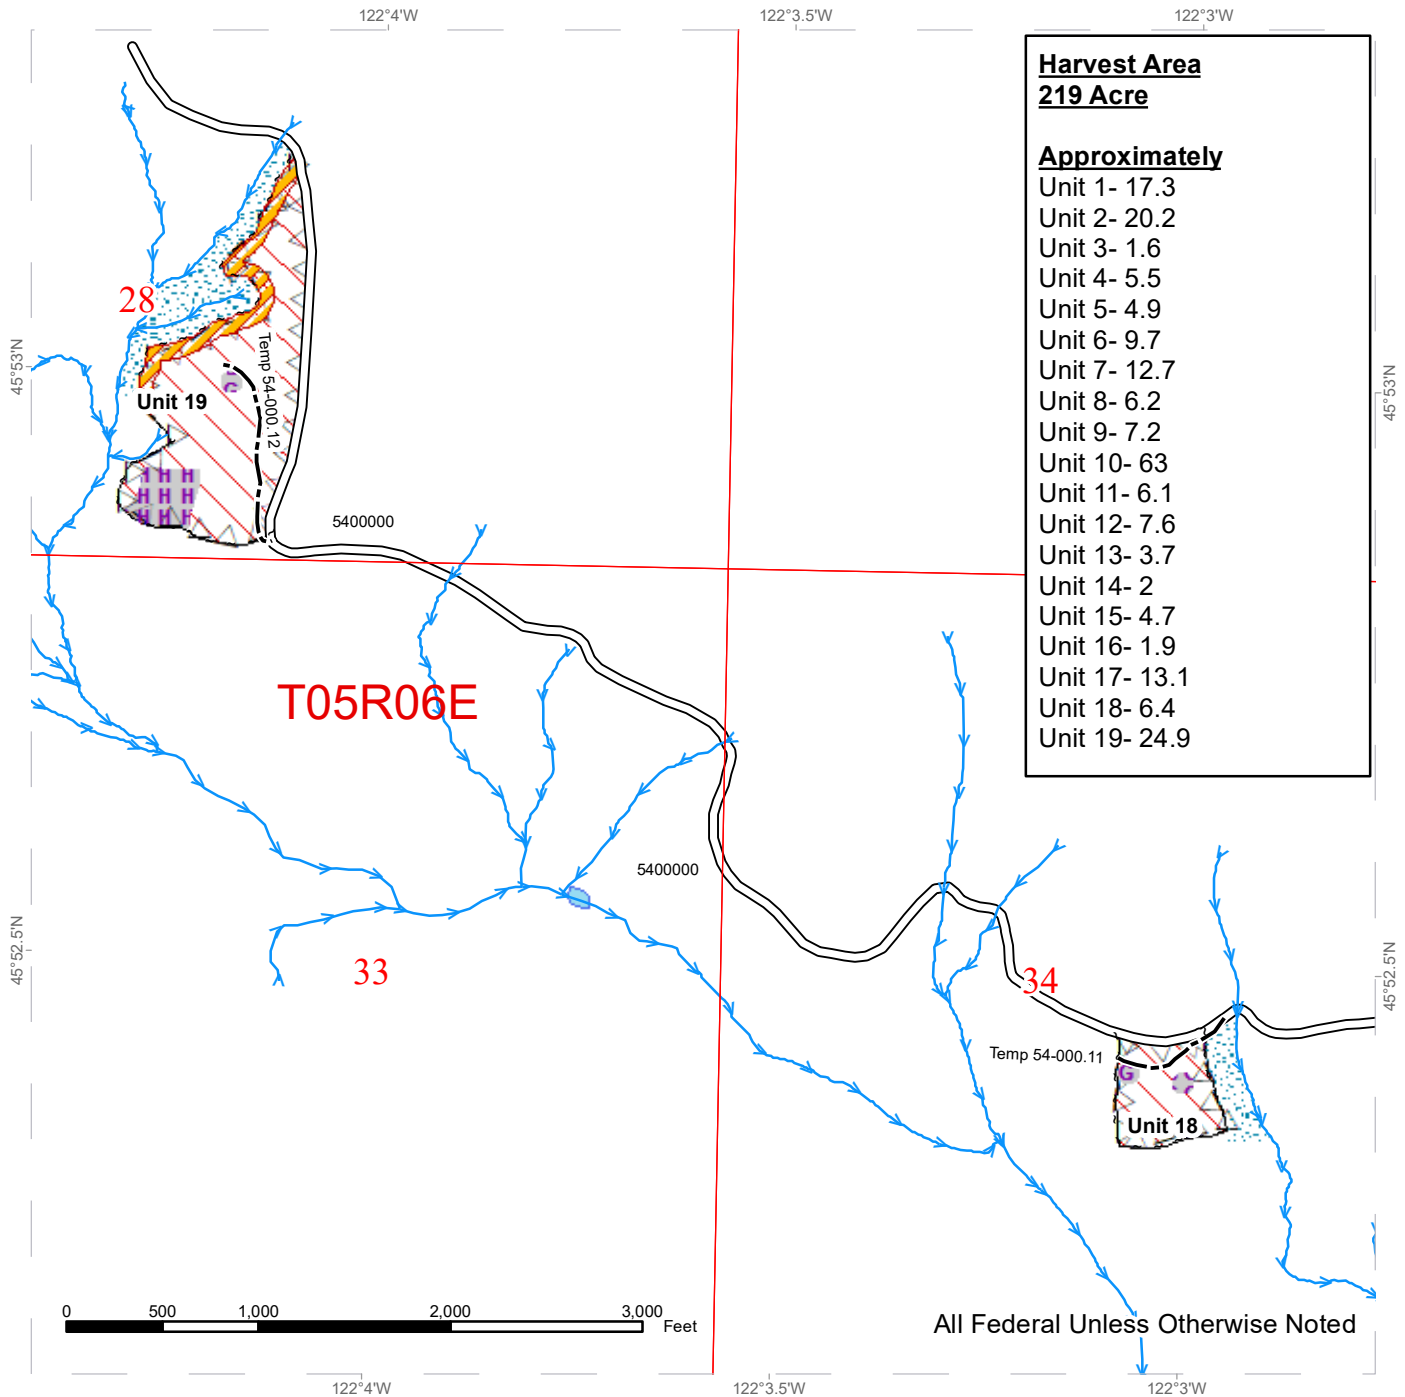 122°4'W
122°3.5'W
122°3'W
Harvest Area
219 Acre
Approximately
Unit 1- 17.3
Unit 2- 20.2
Unit 3- 1.6
Unit 4- 5.5
Unit 5- 4.9
Unit 6- 9.7
Unit 7- 12.7
Unit 8- 6.2
Unit 9- 7.2
Unit 10- 63
Unit 11- 6.1
Unit 12- 7.6
Unit 13- 3.7
Unit 14- 2
Unit 15- 4.7
Unit 16- 1.9
Unit 17- 13.1
Unit 18- 6.4
Unit 19- 24.9
28
45°53'N
45°53'N
Temp 54-000.12
G
Unit 19
H H H
H H H
H H H
5400000
T05R06E
5400000
45°52.5'N
45°52.5'N
33
34
Temp 54-000.11
G
Unit 18
0 500 1,000 2,000 3,000
Feet
All Federal Unless Otherwise Noted
122°4'W
122°3.5'W
122°3'W